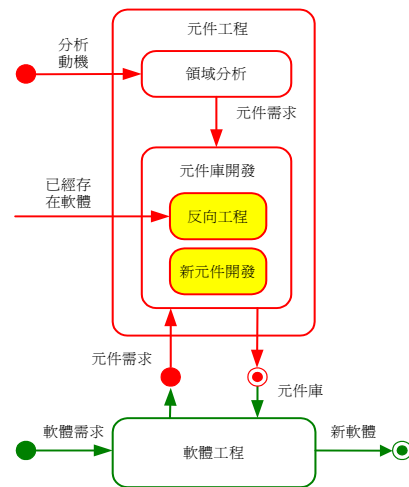 元件工程
分析
動機
領域分析
元件需求
元件庫開發
已經存
在軟體
反向工程
新元件開發
元件需求
元件庫
軟體需求
軟體工程
新軟體